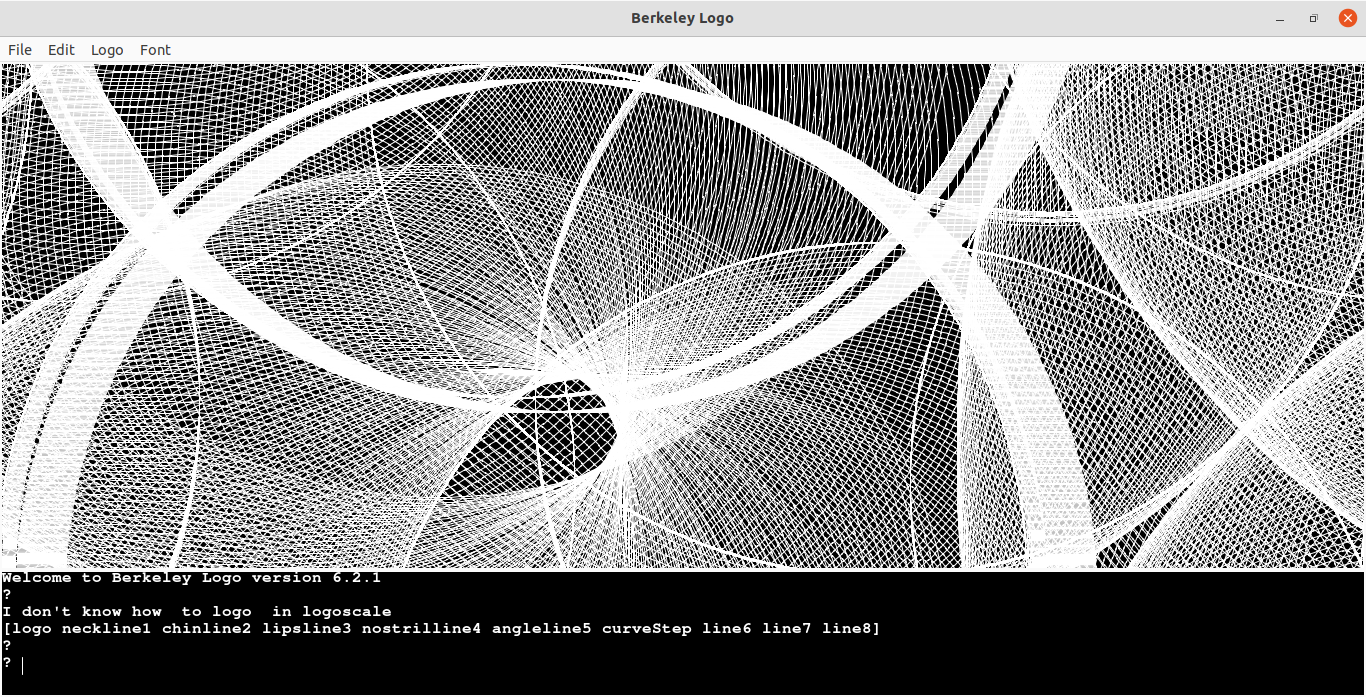 Berkeley Logo
File Edit Logo Font
Welcome to Berkeley Logo version 6.2.1
?
I don't know how  to logo  in logoscale
[logo neckline1 chinline2 lipsline3 nostrilline4 angleline5 curveStep line6 line7 line8]
?
?